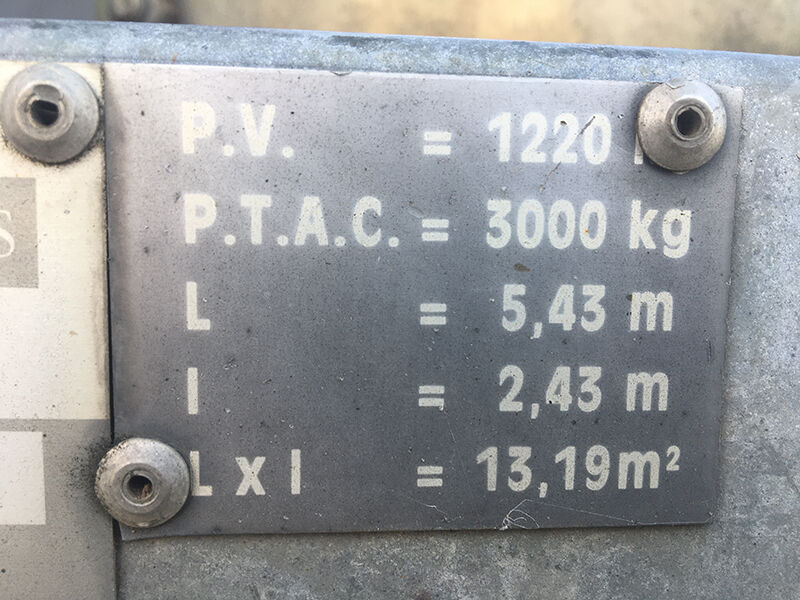 P.V. = 1220
P.T.A.C. = 3000 kg
L = 5,43 m
l = 2,43 m
L x l = 13,19m²
S